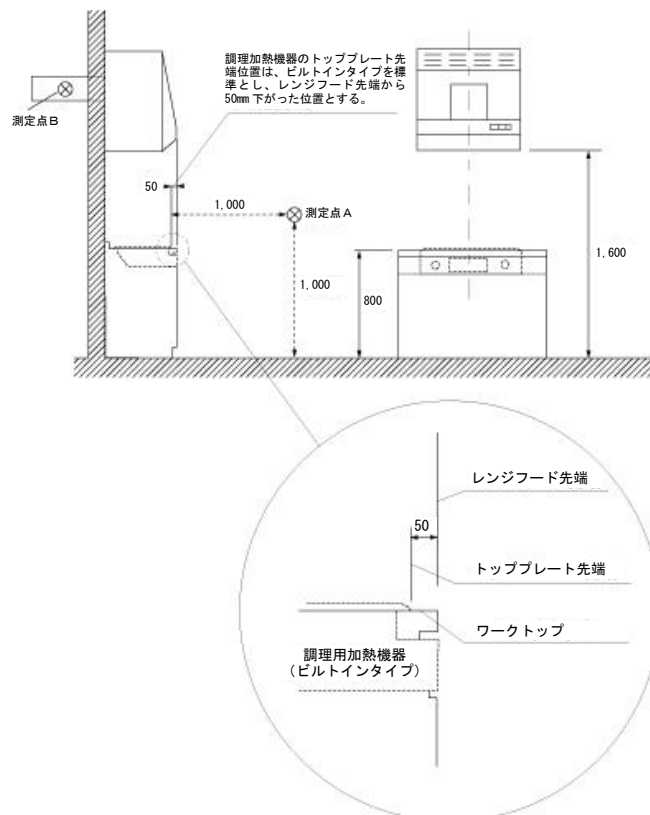 調理加熱機器のトッププレート先
端位置は、ビルトインタイプを標
準とし、レンジフード先端から
50mm 下がった位置とする。
測定点B
50
1,000
測定点A
1,000
800
1,600
レンジフード先端
50
トッププレート先端
ワークトップ
調理用加熱機器
(ビルトインタイプ)